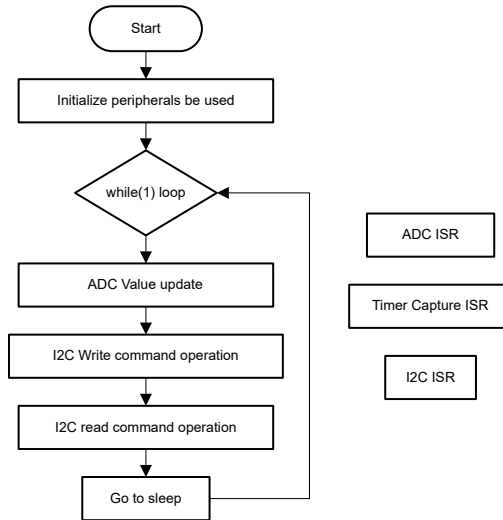 Start
Initialize peripherals be used
while(1) loop
ADC Value update
I2C Write command operation
I2C read command operation
Go to sleep
ADC ISR
Timer Capture ISR
I2C ISR